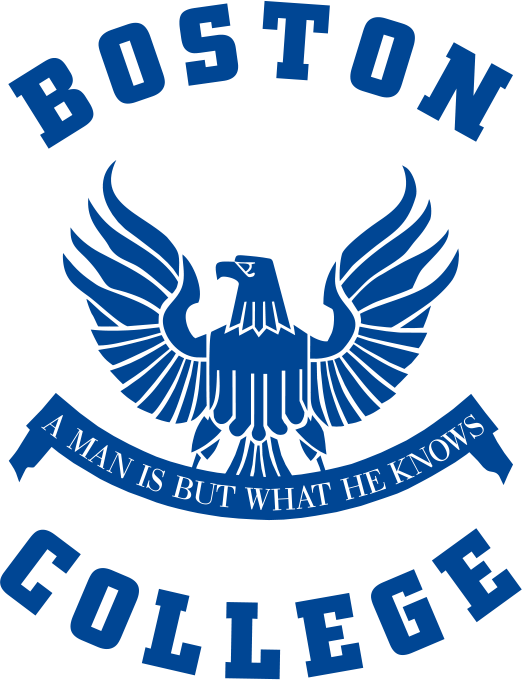 BOSTON
A MAN IS BUT WHAT HE KNOWS
COLLEGE